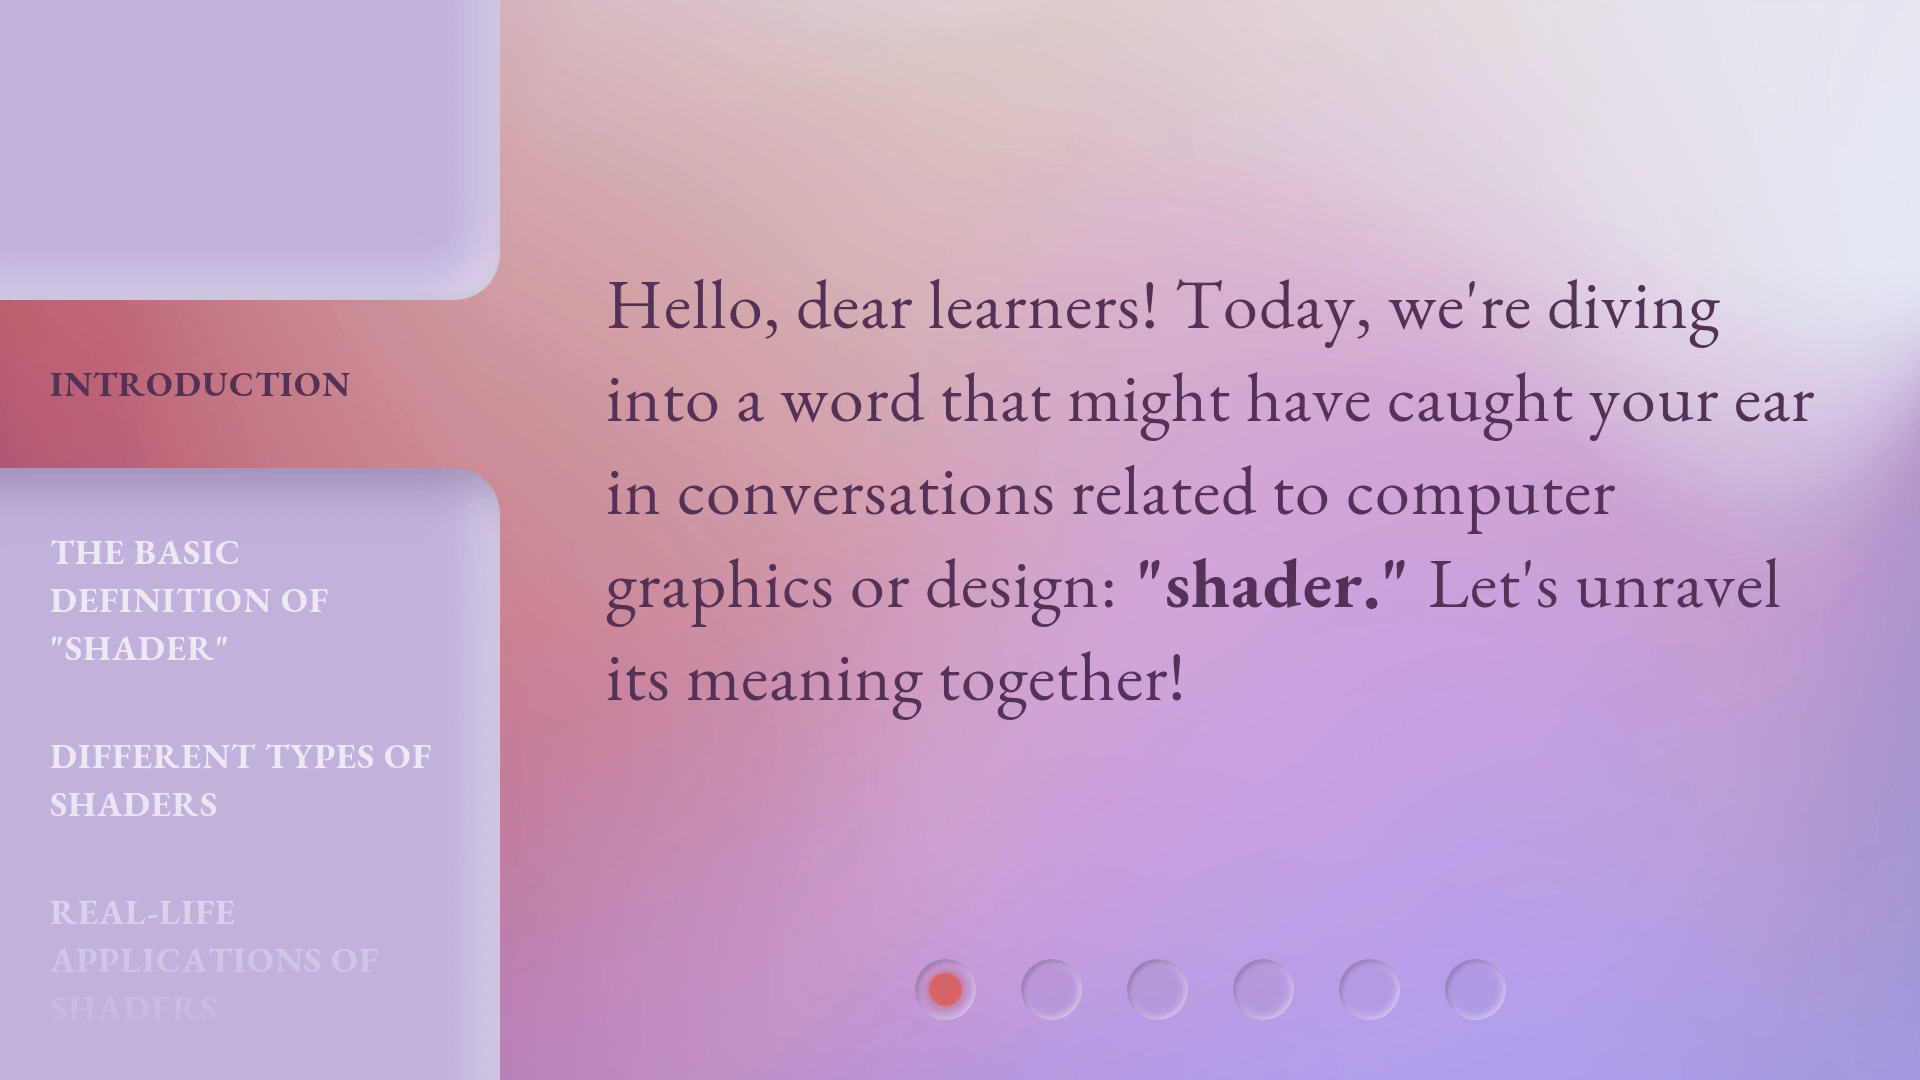 INTRODUCTION
THE BASIC
DEFINITION OF
"SHADER"
DIFFERENT TYPES OF
SHADERS
REAL-LIFE
APPLICATIONS OF
SHADERS
Hello, dear learners! Today, we're diving
into a word that might have caught your ear
in conversations related to computer
graphics or design: "shader." Let's unravel
its meaning together!